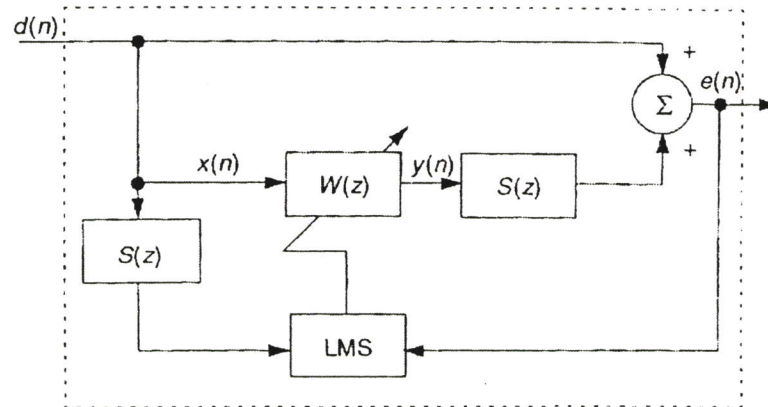 d(n)
+
e(n)
Σ
+
x(n)
W(z)
y(n)
S(z)
S(z)
LMS